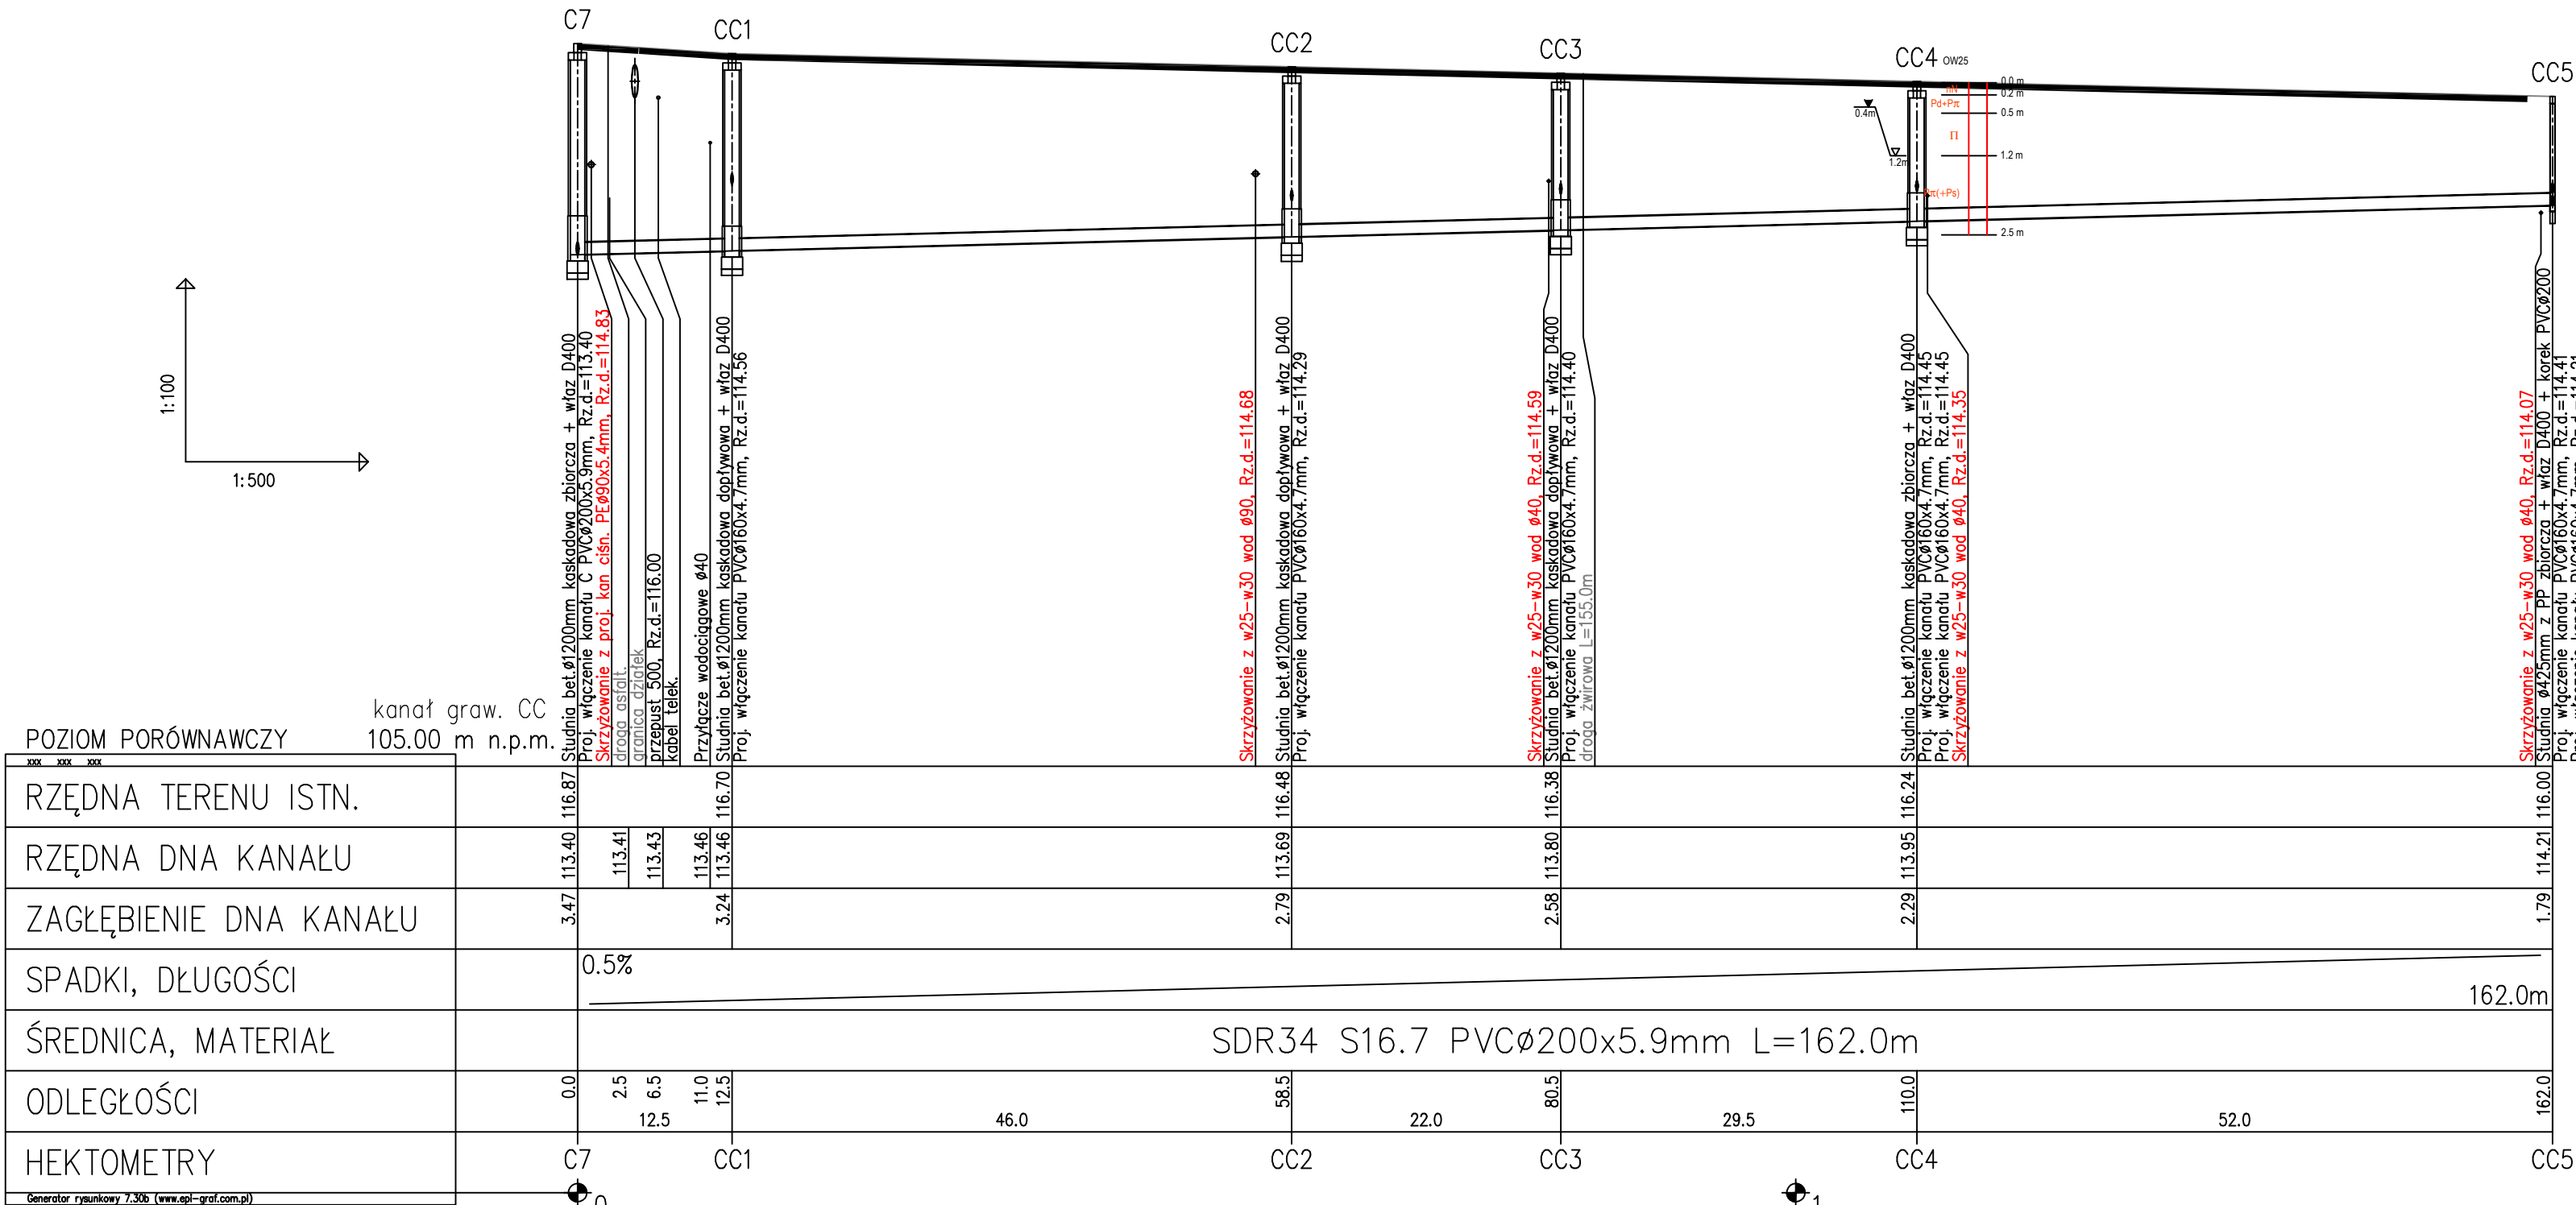 C7
CC1
CC2
CC3
CC4
OW25
CC5
0.0 m
nN
0.2 m
Pd+Pπ
0.5 m
0.4m
Π
1.2 m
1.2m
2.5 m
1:100
1:500
Studnia bet.ø1200mm kaskadowa zbiorcza + właz D400
Proj. włączenie kanału C PVCø200x5.9mm, Rz.d.=113.40
Skrzyżowanie z proj. kan ciśn. PEø90x5.4mm, Rz.d.=114.83
droga asfalt.
granica działek
przepust 500, Rz.d.=116.00
kabel telek.
Przyłącze wodociągowe ø40
Studnia bet.ø1200mm kaskadowa dopływowa + właz D400
Proj. włączenie kanału PVCø160x4.7mm, Rz.d.=114.56
Skrzyżowanie z w25-w30 wod ø90, Rz.d.=114.68
Studnia bet.ø1200mm kaskadowa dopływowa + właz D400
Proj. włączenie kanału PVCø160x4.7mm, Rz.d.=114.29
Skrzyżowanie z w25-w30 wod ø40, Rz.d.=114.59
Studnia bet.ø1200mm kaskadowa dopływowa + właz D400
Proj. włączenie kanału PVCø160x4.7mm, Rz.d.=114.40
droga żwirowa L=155.0m
Studnia bet.ø1200mm kaskadowa zbiorcza + właz D400
Proj. włączenie kanału PVCø160x4.7mm, Rz.d.=114.45
Proj. włączenie kanału PVCø160x4.7mm, Rz.d.=114.45
Skrzyżowanie z w25-w30 wod ø40, Rz.d.=114.35
Skrzyżowanie z w25-w30 wod ø40, Rz.d.=114.07
Studnia ø425mm z PP zbiorcza + właz D400 + korek PVCø200
Proj. włączenie kanału PVCø160x4.7mm, Rz.d.=114.41
kanał graw. CC
POZIOM PORÓWNAWCZY 105.00 m n.p.m.
xxx xxx xxx
RZĘDNA TERENU ISTN. 116.87 116.70 116.48 116.38 116.24 116.00
RZĘDNA DNA KANAŁU 113.40 113.41 113.43 113.46 113.46 113.69 113.80 113.95 114.21
ZAGŁĘBIENIE DNA KANAŁU 3.47 3.24 2.79 2.58 2.29 1.79
SPADKI, DŁUGOŚCI 0.5% 162.0m
ŚREDNICA, MATERIAŁ SDR34 S16.7 PVCø200x5.9mm L=162.0m
ODLEGŁOŚCI 0.0 2.5 6.5 11.0 12.5 58.5 80.5 110.0 162.0
12.5 46.0 22.0 29.5 52.0
HEKTOMETRY C7 CC1 CC2 CC3 CC4 CC5
Generator rysunkowy 7.30b (www.epi-graf.com.pl)
0 1